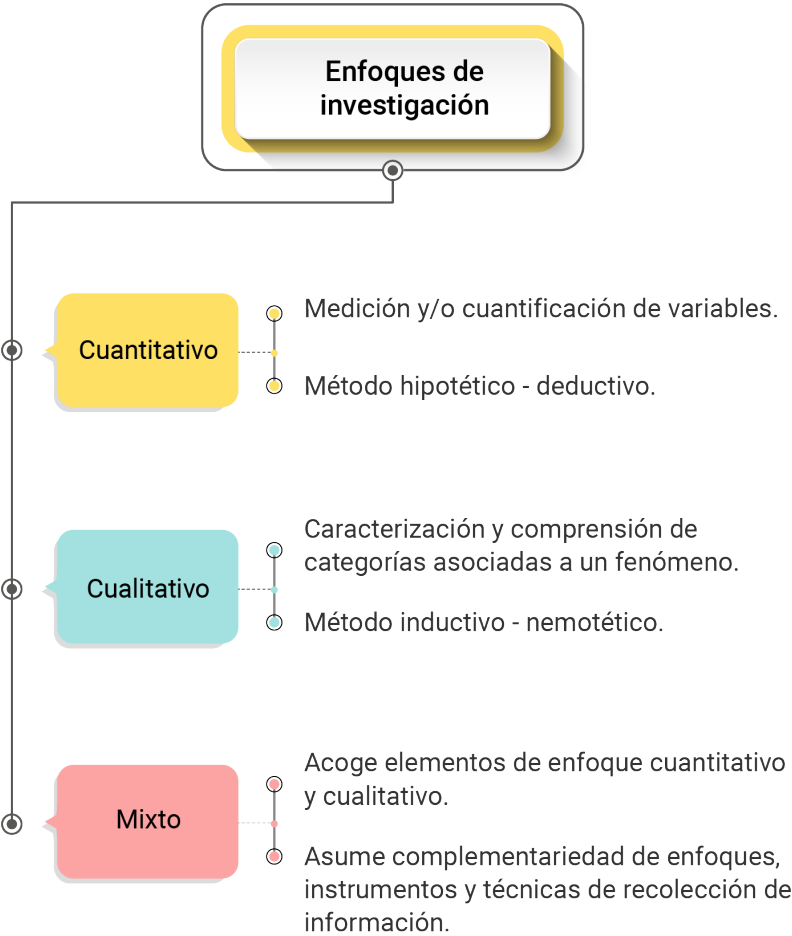 Enfoques de
investigación
Cuantitativo
Medición y/o cuantificación de variables.
Método hipotético - deductivo.
Cualitativo
Caracterización y comprensión de
categorías asociadas a un fenómeno.
Método inductivo - nemotético.
Mixto
Acoge elementos de enfoque cuantitativo
y cualitativo.
Asume complementariedad de enfoques,
instrumentos y técnicas de recolección de
información.